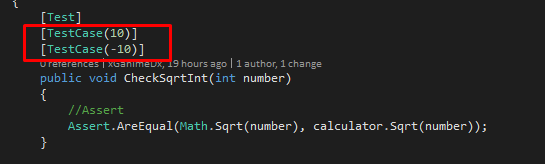 {
[Test]
[TestCase(10)]
[TestCase(-10)]
0 references | xGanimeDx, 19 hours ago | 1 author, 1 change
public void CheckSqrtInt(int number)
{
//Assert
Assert.AreEqual(Math.Sqrt(number), calculator.Sqrt(number));
}